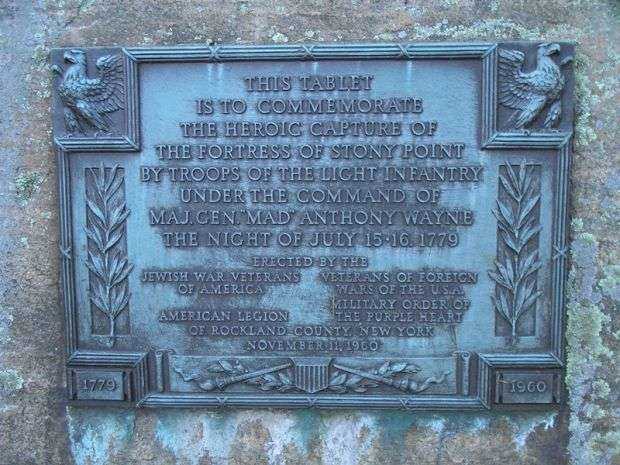 THIS TABLET
IS TO COMMEMORATE
THE HEROIC CAPTURE OF
THE FORTRESS OF STONY POINT
BY TROOPS OF THE LIGHT INFANTRY
UNDER THE COMMAND OF
MAJ. GEN. "MAD" ANTHONY WAYNE
THE NIGHT OF JULY 15-16, 1779
ERECTED BY THE
JEWISH WAR VETERANS
OF AMERICA
VETERANS OF FOREIGN
WARS OF THE U.S.A.
AMERICAN LEGION
MILITARY ORDER OF
THE PURPLE HEART
OF ROCKLAND COUNTY, NEW YORK
NOVEMBER 11, 1960
1779
1960